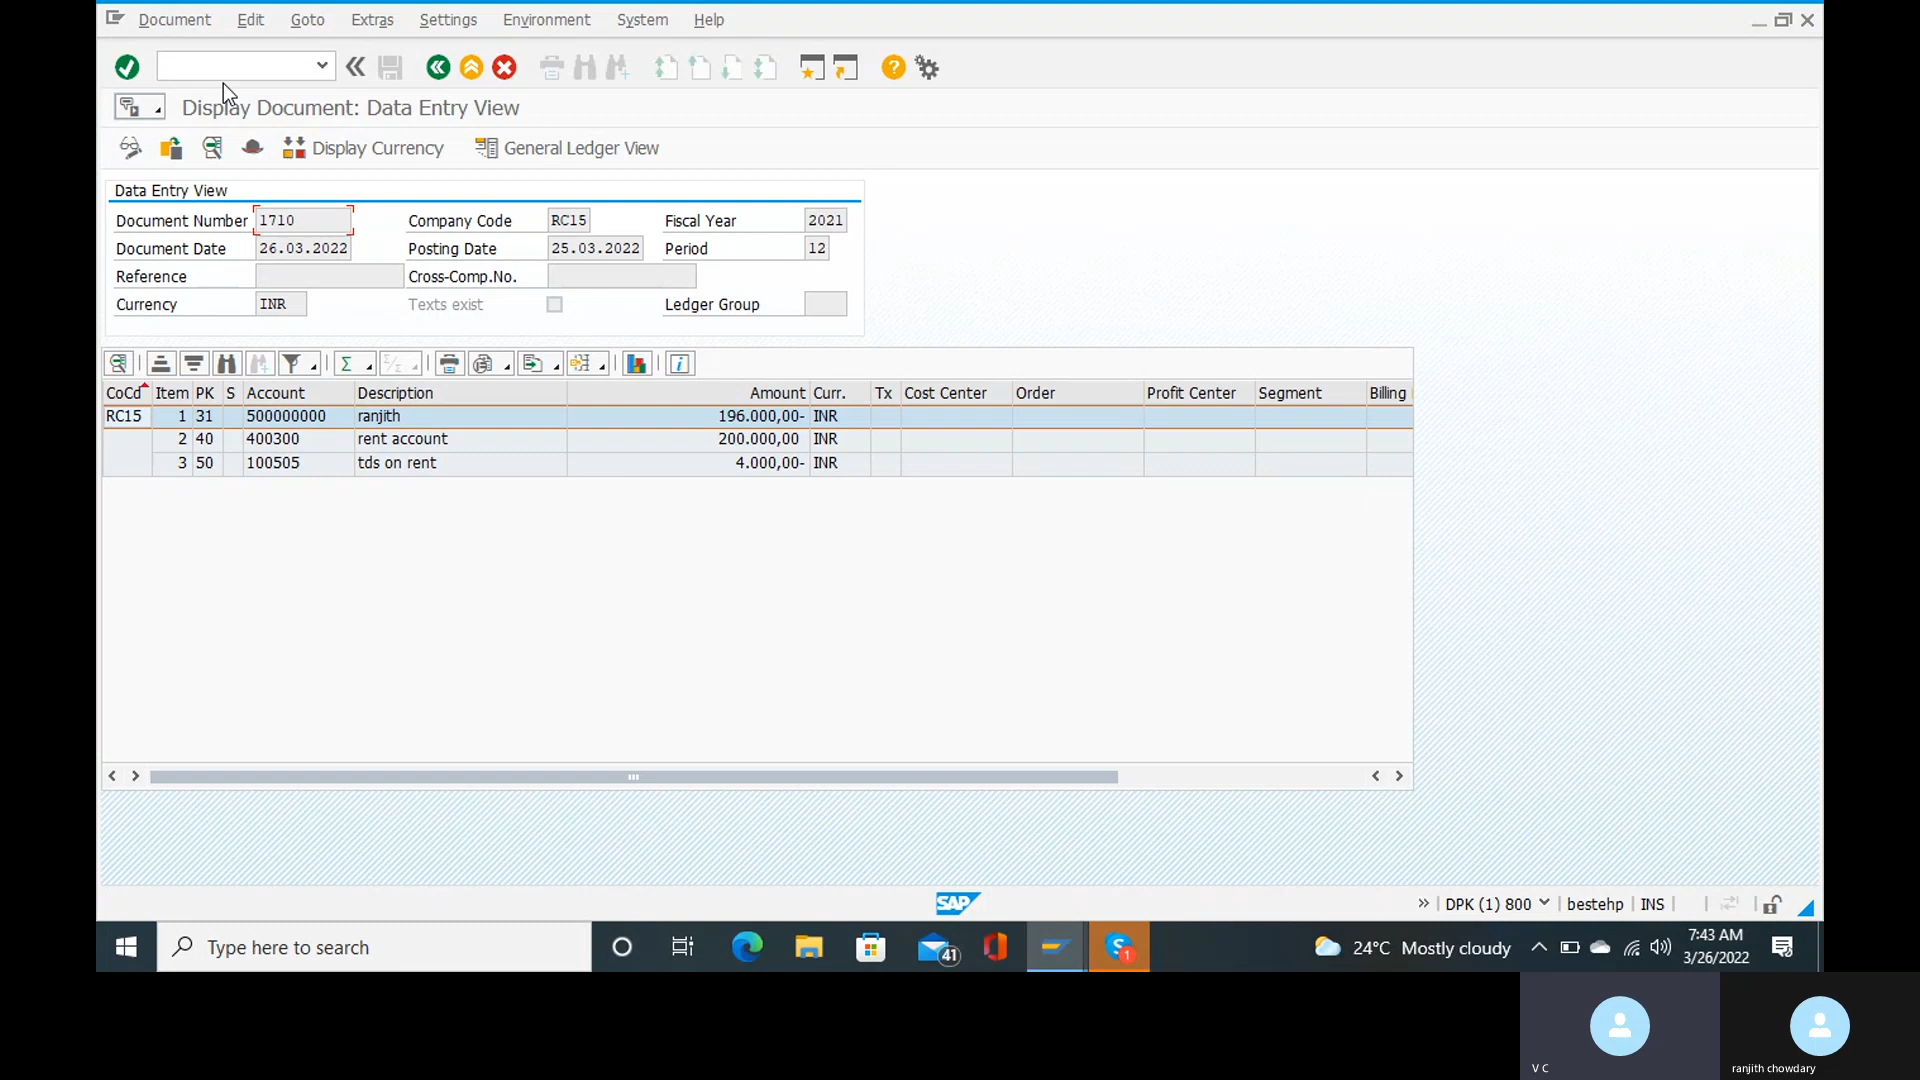 Document Edit Goto Extras Settings Environment System Help
Display Document: Data Entry View
Display Currency General Ledger View
Data Entry View
Document Number 1710 Company Code RC15 Fiscal Year 2021
Document Date 26.03.2022 Posting Date 25.03.2022 Period 12
Reference Cross-Comp.No.
Currency INR Texts exist Ledger Group
CoCd Item PK S Account Description Amount Curr. Tx Cost Center Order Profit Center Segment Billing
RC15 1 31 500000000 ranjith 196.000,00- INR
2 40 400300 rent account 200.000,00 INR
3 50 100505 tds on rent 4.000,00- INR
SAP
DPK (1) 800 bestehp INS
Type here to search 41 S 1 24°C Mostly cloudy 7:43 AM
3/26/2022
V C ranjith chowdary